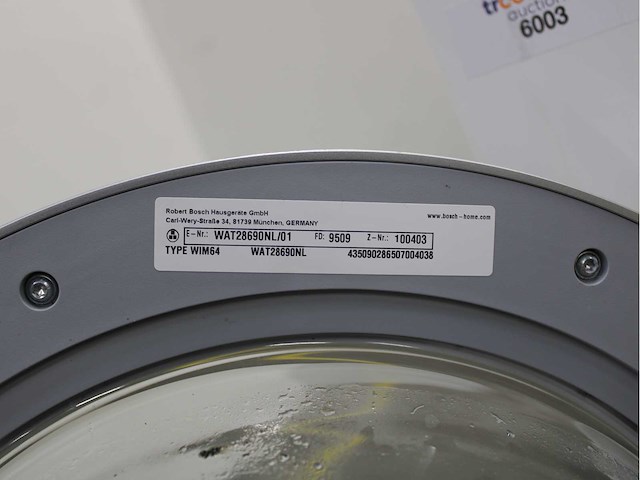 auction
6003
Robert Bosch Hausgeräte GmbH
Carl-Wery-Straße 34, 81739 München, GERMANY
www.bosch-home.com
E-Nr.: WAT28690NL/01 FD: 9509 Z-Nr.: 100403
TYPE WIM64 WAT28690NL 435090286507004038